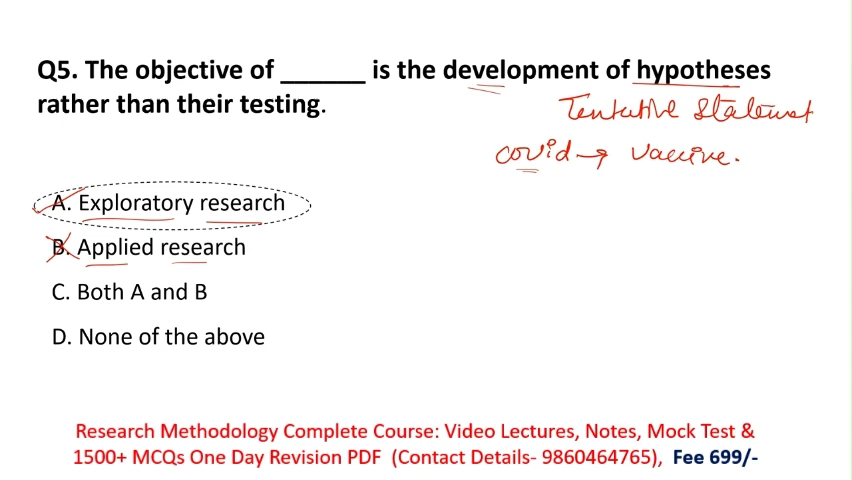 Q5. The objective of ______ is the development of hypotheses
rather than their testing.
Tentative Statement
covid → vaccine.
A. Exploratory research
B. Applied research
C. Both A and B
D. None of the above
Research Methodology Complete Course: Video Lectures, Notes, Mock Test &
1500+ MCQs One Day Revision PDF (Contact Details- 9860464765), Fee 699/-